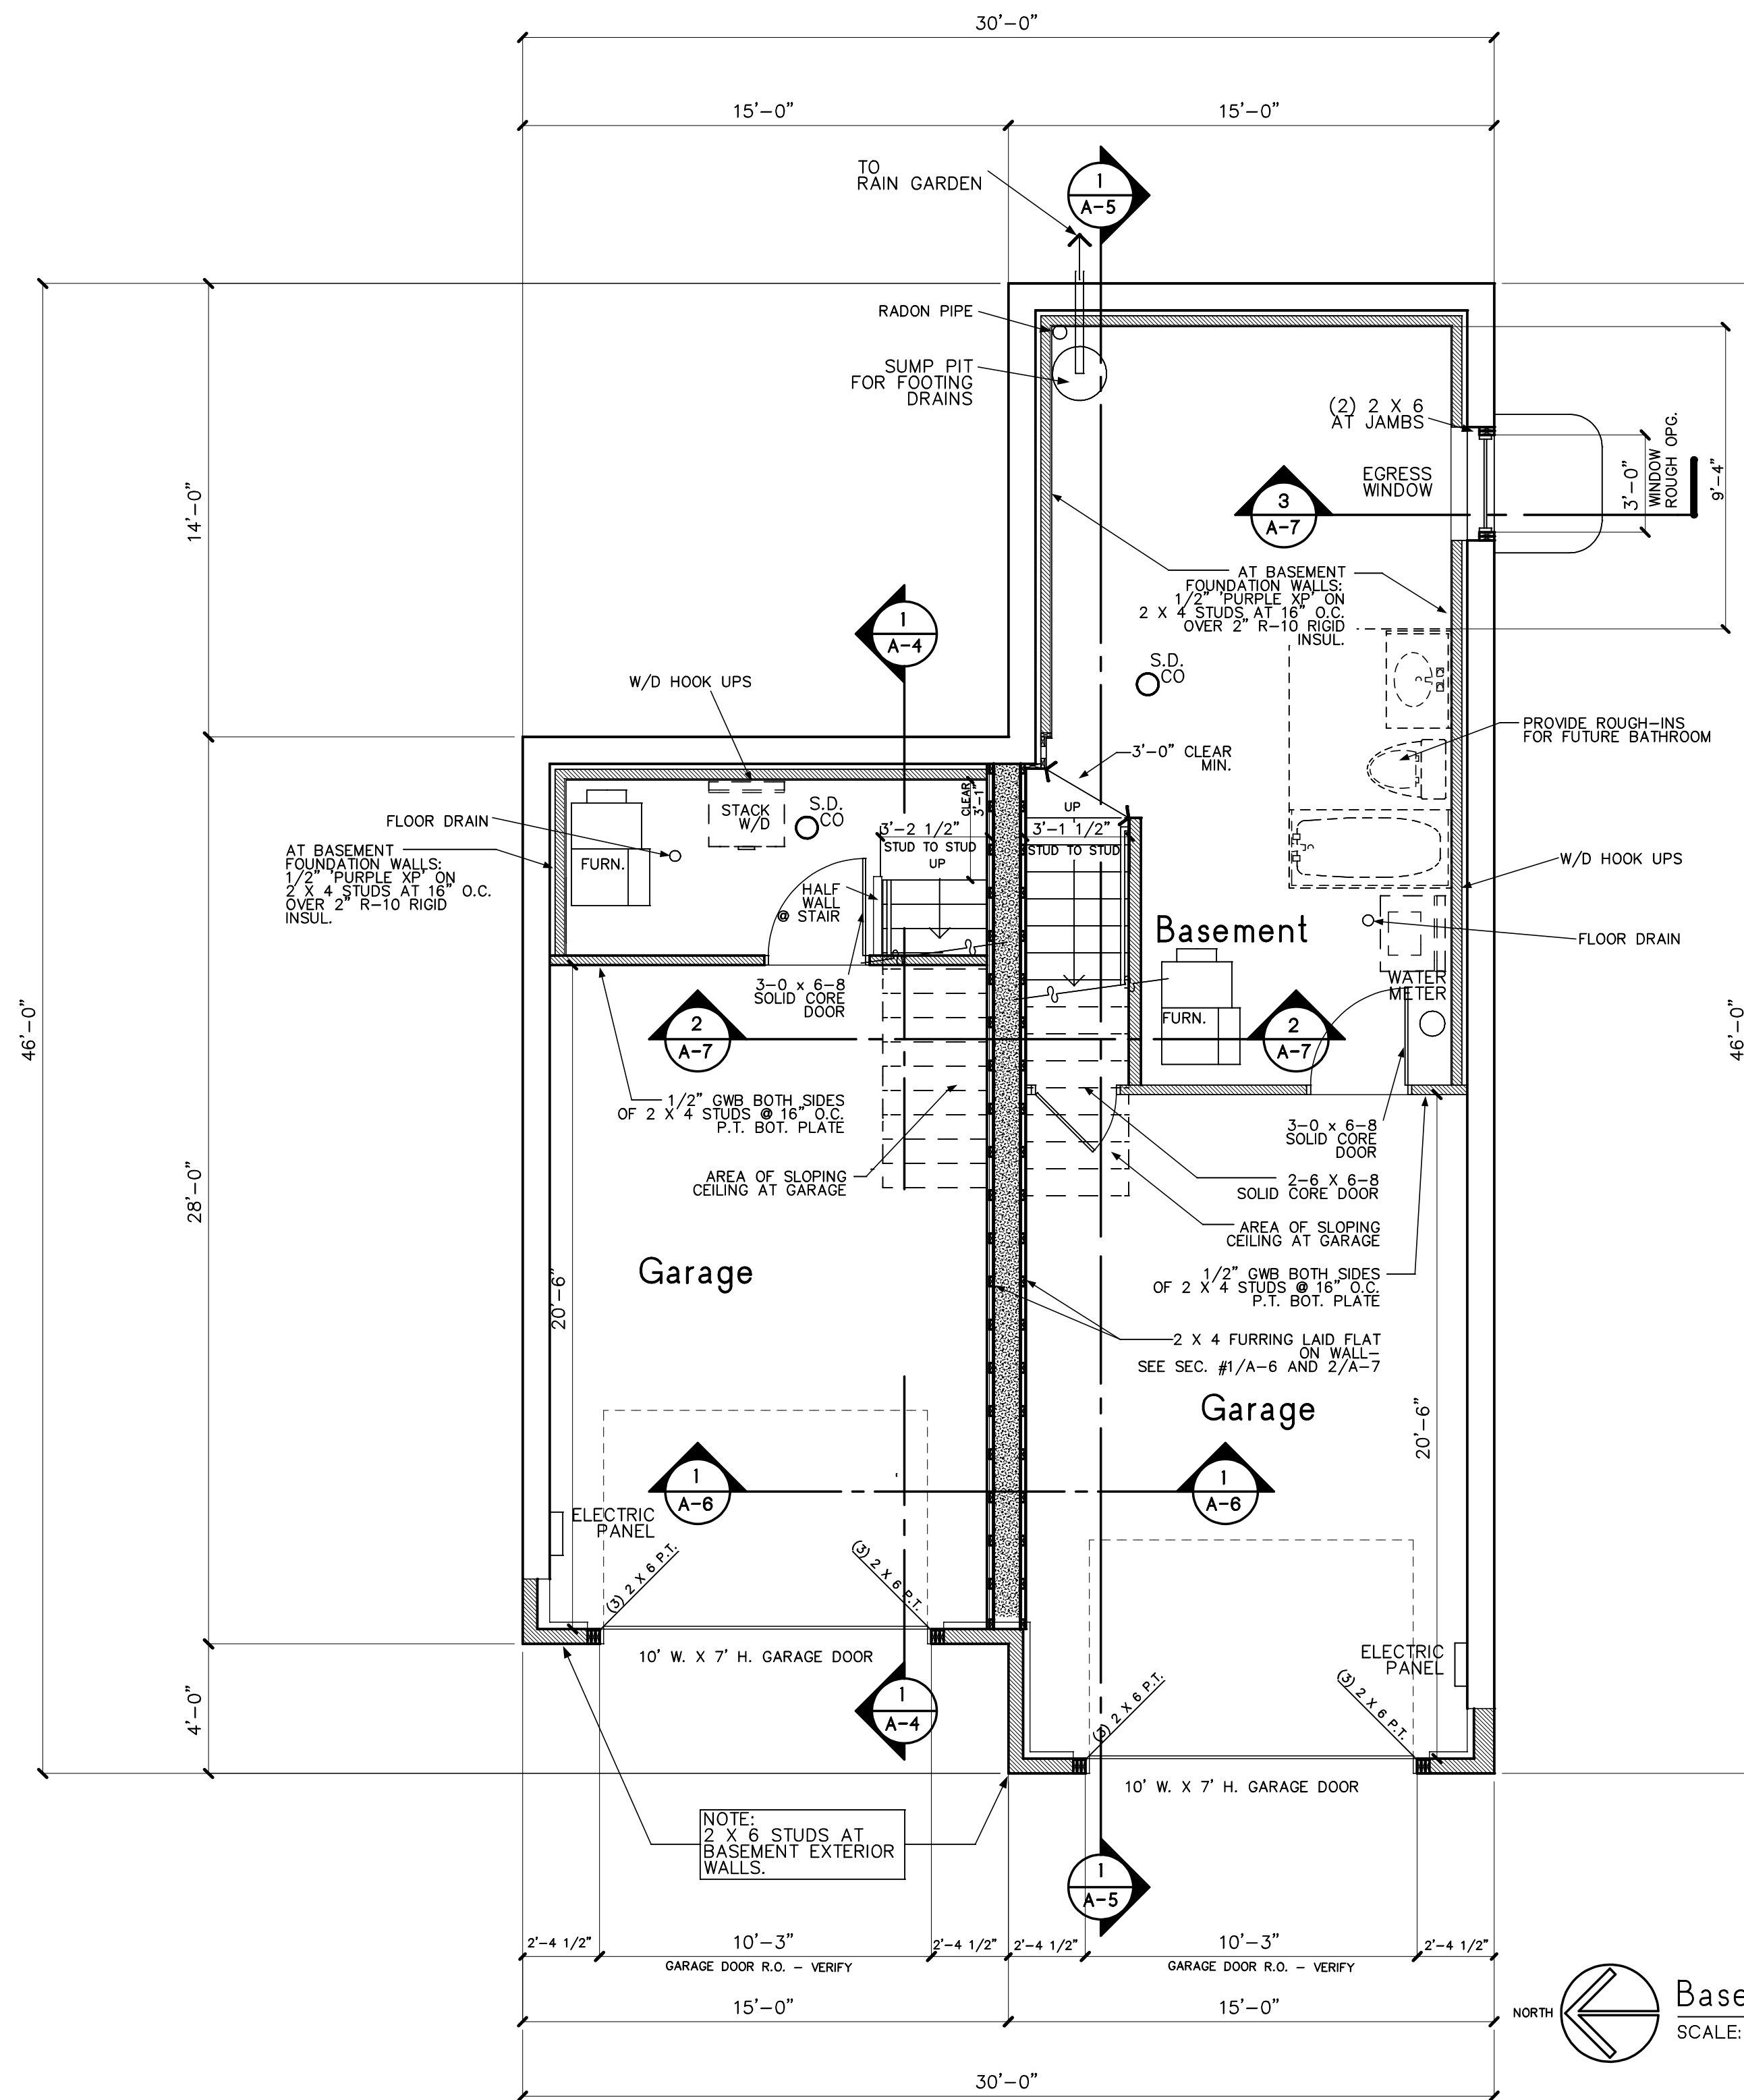 30'-0"
15'-0"
15'-0"
TO
RAIN GARDEN
1
A-5
RADON PIPE
SUMP PIT
FOR FOOTING
DRAINS
(2) 2 X 6
AT JAMBS
EGRESS
WINDOW
3'-0"
WINDOW
ROUGH OPG.
9'-4"
14'-0"
3
A-7
AT BASEMENT
FOUNDATION WALLS:
1/2" 'PURPLE XP' ON
2 X 4 STUDS AT 16" O.C.
OVER 2" R-10 RIGID
INSUL.
1
A-4
S.D.
CO
W/D HOOK UPS
PROVIDE ROUGH-INS
FOR FUTURE BATHROOM
3'-0" CLEAR
MIN.
STACK
W/D
S.D.
CO
CLEAR
3'-1"
UP
FLOOR DRAIN
3'-2 1/2"
STUD TO STUD
UP
3'-1 1/2"
STUD TO STUD
AT BASEMENT
FOUNDATION WALLS:
1/2" 'PURPLE XP' ON
2 X 4 STUDS AT 16" O.C.
OVER 2" R-10 RIGID
INSUL.
FURN.
HALF
WALL
@ STAIR
W/D HOOK UPS
Basement
FLOOR DRAIN
3-0 x 6-8
SOLID CORE
DOOR
WATER
METER
46'-0"
46'-0"
2
A-7
FURN.
2
A-7
1/2" GWB BOTH SIDES
OF 2 X 4 STUDS @ 16" O.C.
P.T. BOT. PLATE
3-0 x 6-8
SOLID CORE
DOOR
28'-0"
AREA OF SLOPING
CEILING AT GARAGE
2-6 X 6-8
SOLID CORE DOOR
AREA OF SLOPING
CEILING AT GARAGE
Garage
20'-6"
1/2" GWB BOTH SIDES
OF 2 X 4 STUDS @ 16" O.C.
P.T. BOT. PLATE
2 X 4 FURRING LAID FLAT
ON WALL-
SEE SEC. #1/A-6 AND 2/A-7
Garage
20'-6"
1
A-6
1
A-6
ELECTRIC
PANEL
(3) 2 X 6 P.T.
(3) 2 X 6 P.T.
10' W. X 7' H. GARAGE DOOR
ELECTRIC
PANEL
4'-0"
1
A-4
(3) 2 X 6 P.T.
(3) 2 X 6 P.T.
10' W. X 7' H. GARAGE DOOR
NOTE:
2 X 6 STUDS AT
BASEMENT EXTERIOR
WALLS.
1
A-5
2'-4 1/2"
10'-3"
2'-4 1/2"
2'-4 1/2"
10'-3"
2'-4 1/2"
GARAGE DOOR R.O. - VERIFY
GARAGE DOOR R.O. - VERIFY
15'-0"
15'-0"
NORTH
Base
SCALE:
30'-0"